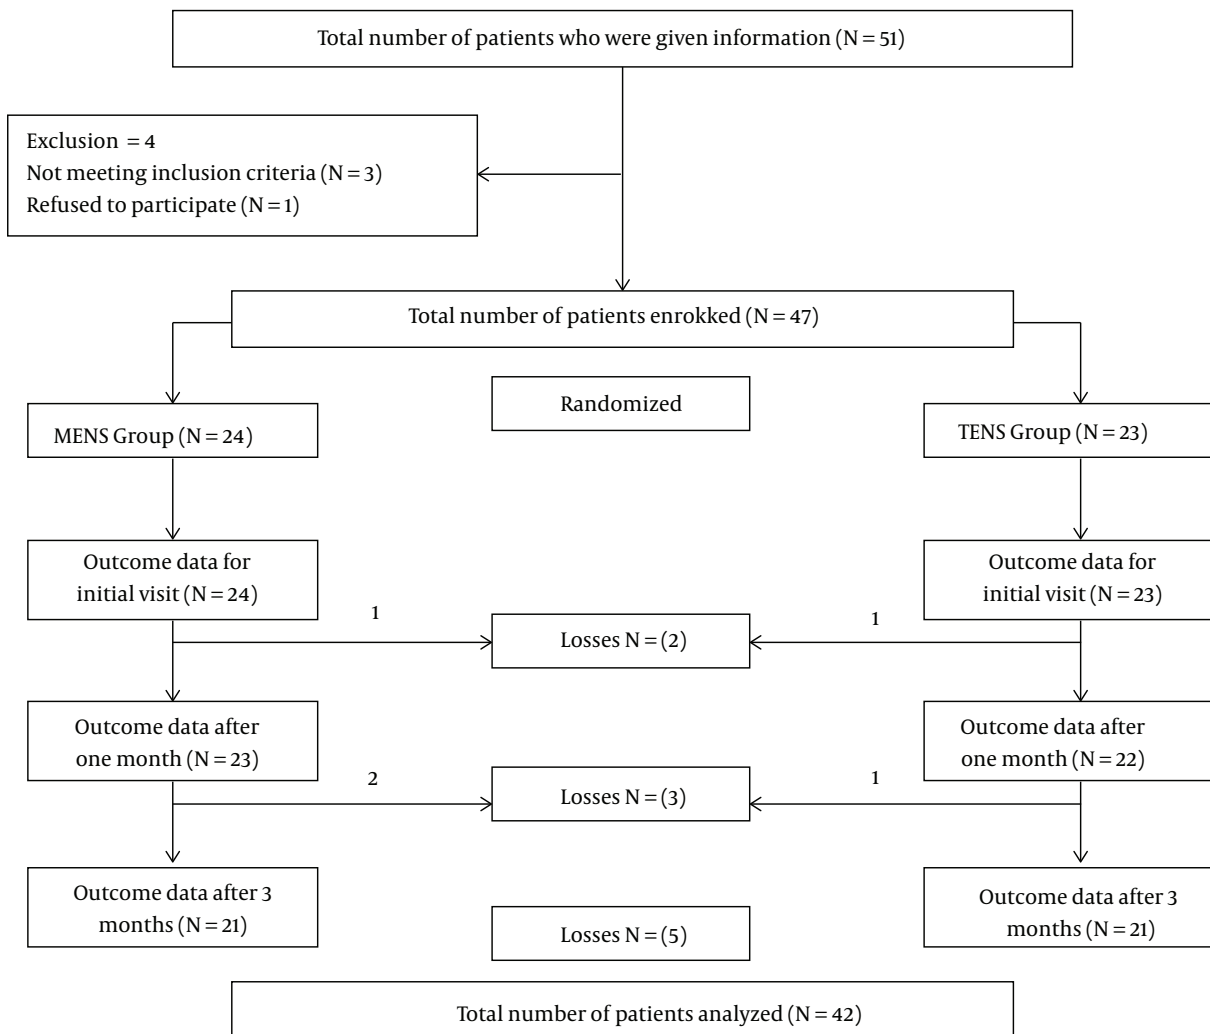 Total number of patients who were given information (N = 51)
Exclusion = 4
Not meeting inclusion criteria (N = 3)
Refused to participate (N = 1)
Total number of patients enrokked (N = 47)
Randomized
MENS Group (N = 24)
TENS Group (N = 23)
Outcome data for
initial visit (N = 24)
Outcome data for
initial visit (N = 23)
1
Losses N = (2)
1
Outcome data after
one month (N = 23)
Outcome data after
one month (N = 22)
2
Losses N = (3)
1
Outcome data after 3
months (N = 21)
Outcome data after 3
months (N = 21)
Losses N = (5)
Total number of patients analyzed (N = 42)